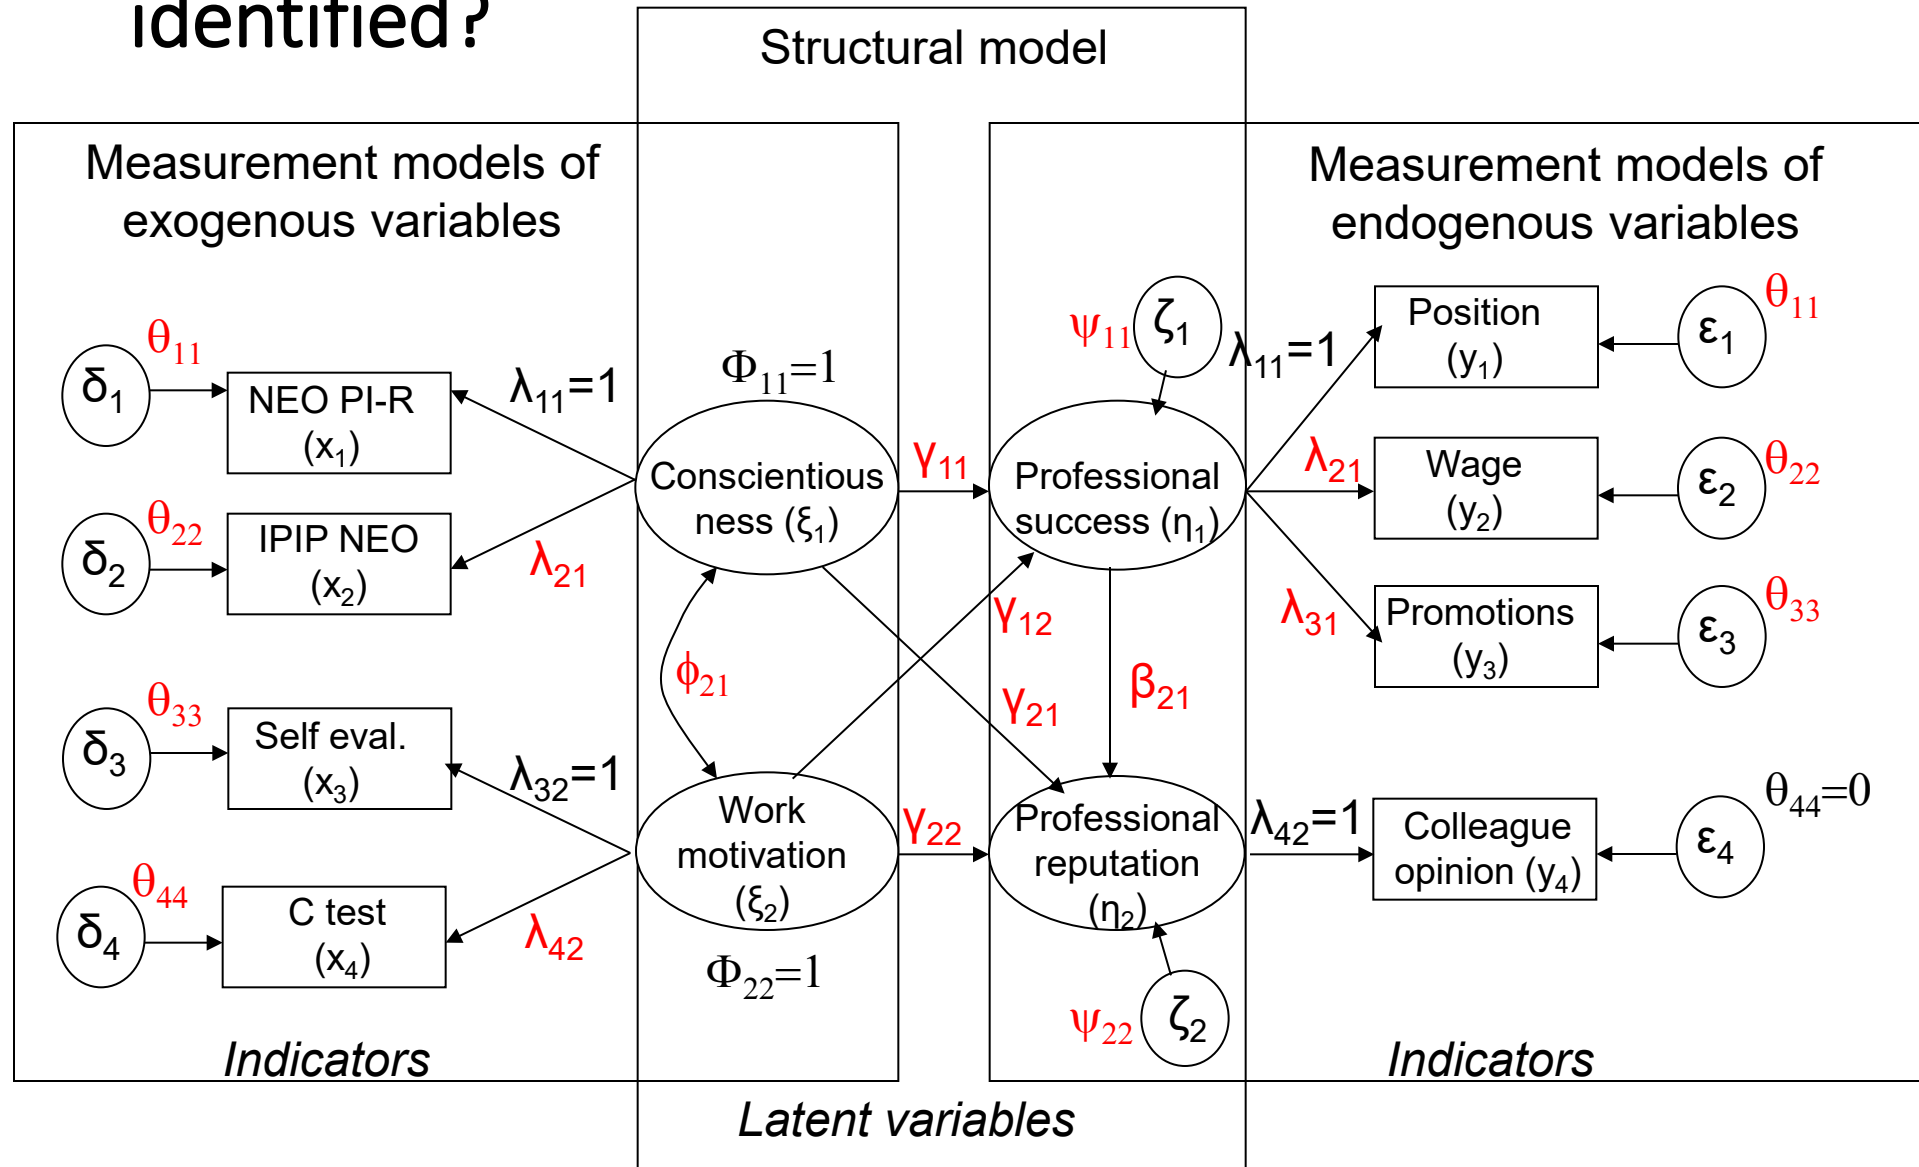 identified?
Structural model
Measurement models of
exogenous variables
Measurement models of
endogenous variables
δ₁
θ₁₁
NEO PI-R
(x₁)
λ₁₁=1
δ₂
θ₂₂
IPIP NEO
(x₂)
λ₂₁
δ₃
θ₃₃
Self eval.
(x₃)
λ₃₂=1
δ₄
θ₄₄
C test
(x₄)
λ₄₂
Φ₁₁=1
Conscientious
ness (ξ₁)
ϕ₂₁
Work
motivation
(ξ₂)
Φ₂₂=1
γ₁₁
γ₁₂
γ₂₁
γ₂₂
ψ₁₁
ζ₁
Professional
success (η₁)
β₂₁
Professional
reputation
(η₂)
ψ₂₂
ζ₂
λ₁₁=1
λ₂₁
λ₃₁
λ₄₂=1
Position
(y₁)
ε₁
θ₁₁
Wage
(y₂)
ε₂
θ₂₂
Promotions
(y₃)
ε₃
θ₃₃
Colleague
opinion (y₄)
ε₄
θ₄₄=0
Indicators
Indicators
Latent variables